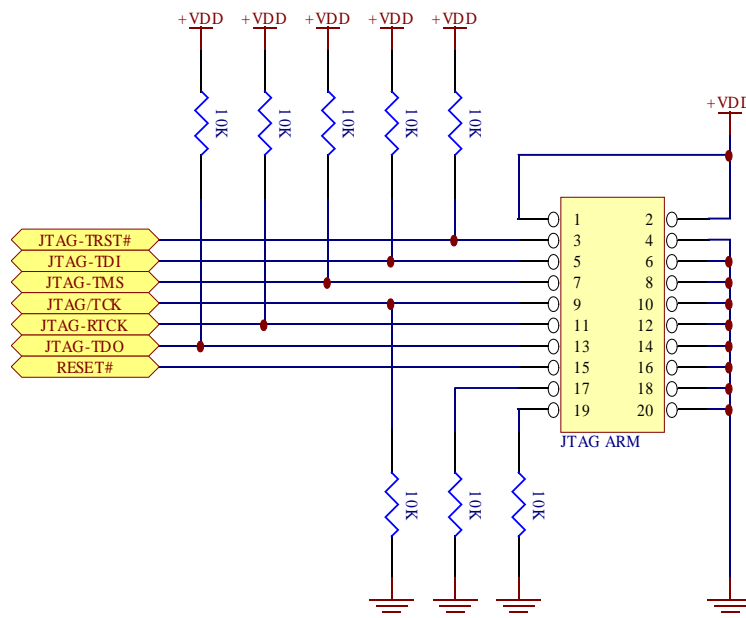 +VDD +VDD +VDD +VDD +VDD
10K 10K 10K 10K 10K
+VDD
1 2
JTAG-TRST# 3 4
JTAG-TDI 5 6
JTAG-TMS 7 8
JTAG/TCK 9 10
JTAG-RTCK 11 12
JTAG-TDO 13 14
RESET# 15 16
17 18
19 20
JTAG ARM
10K 10K 10K